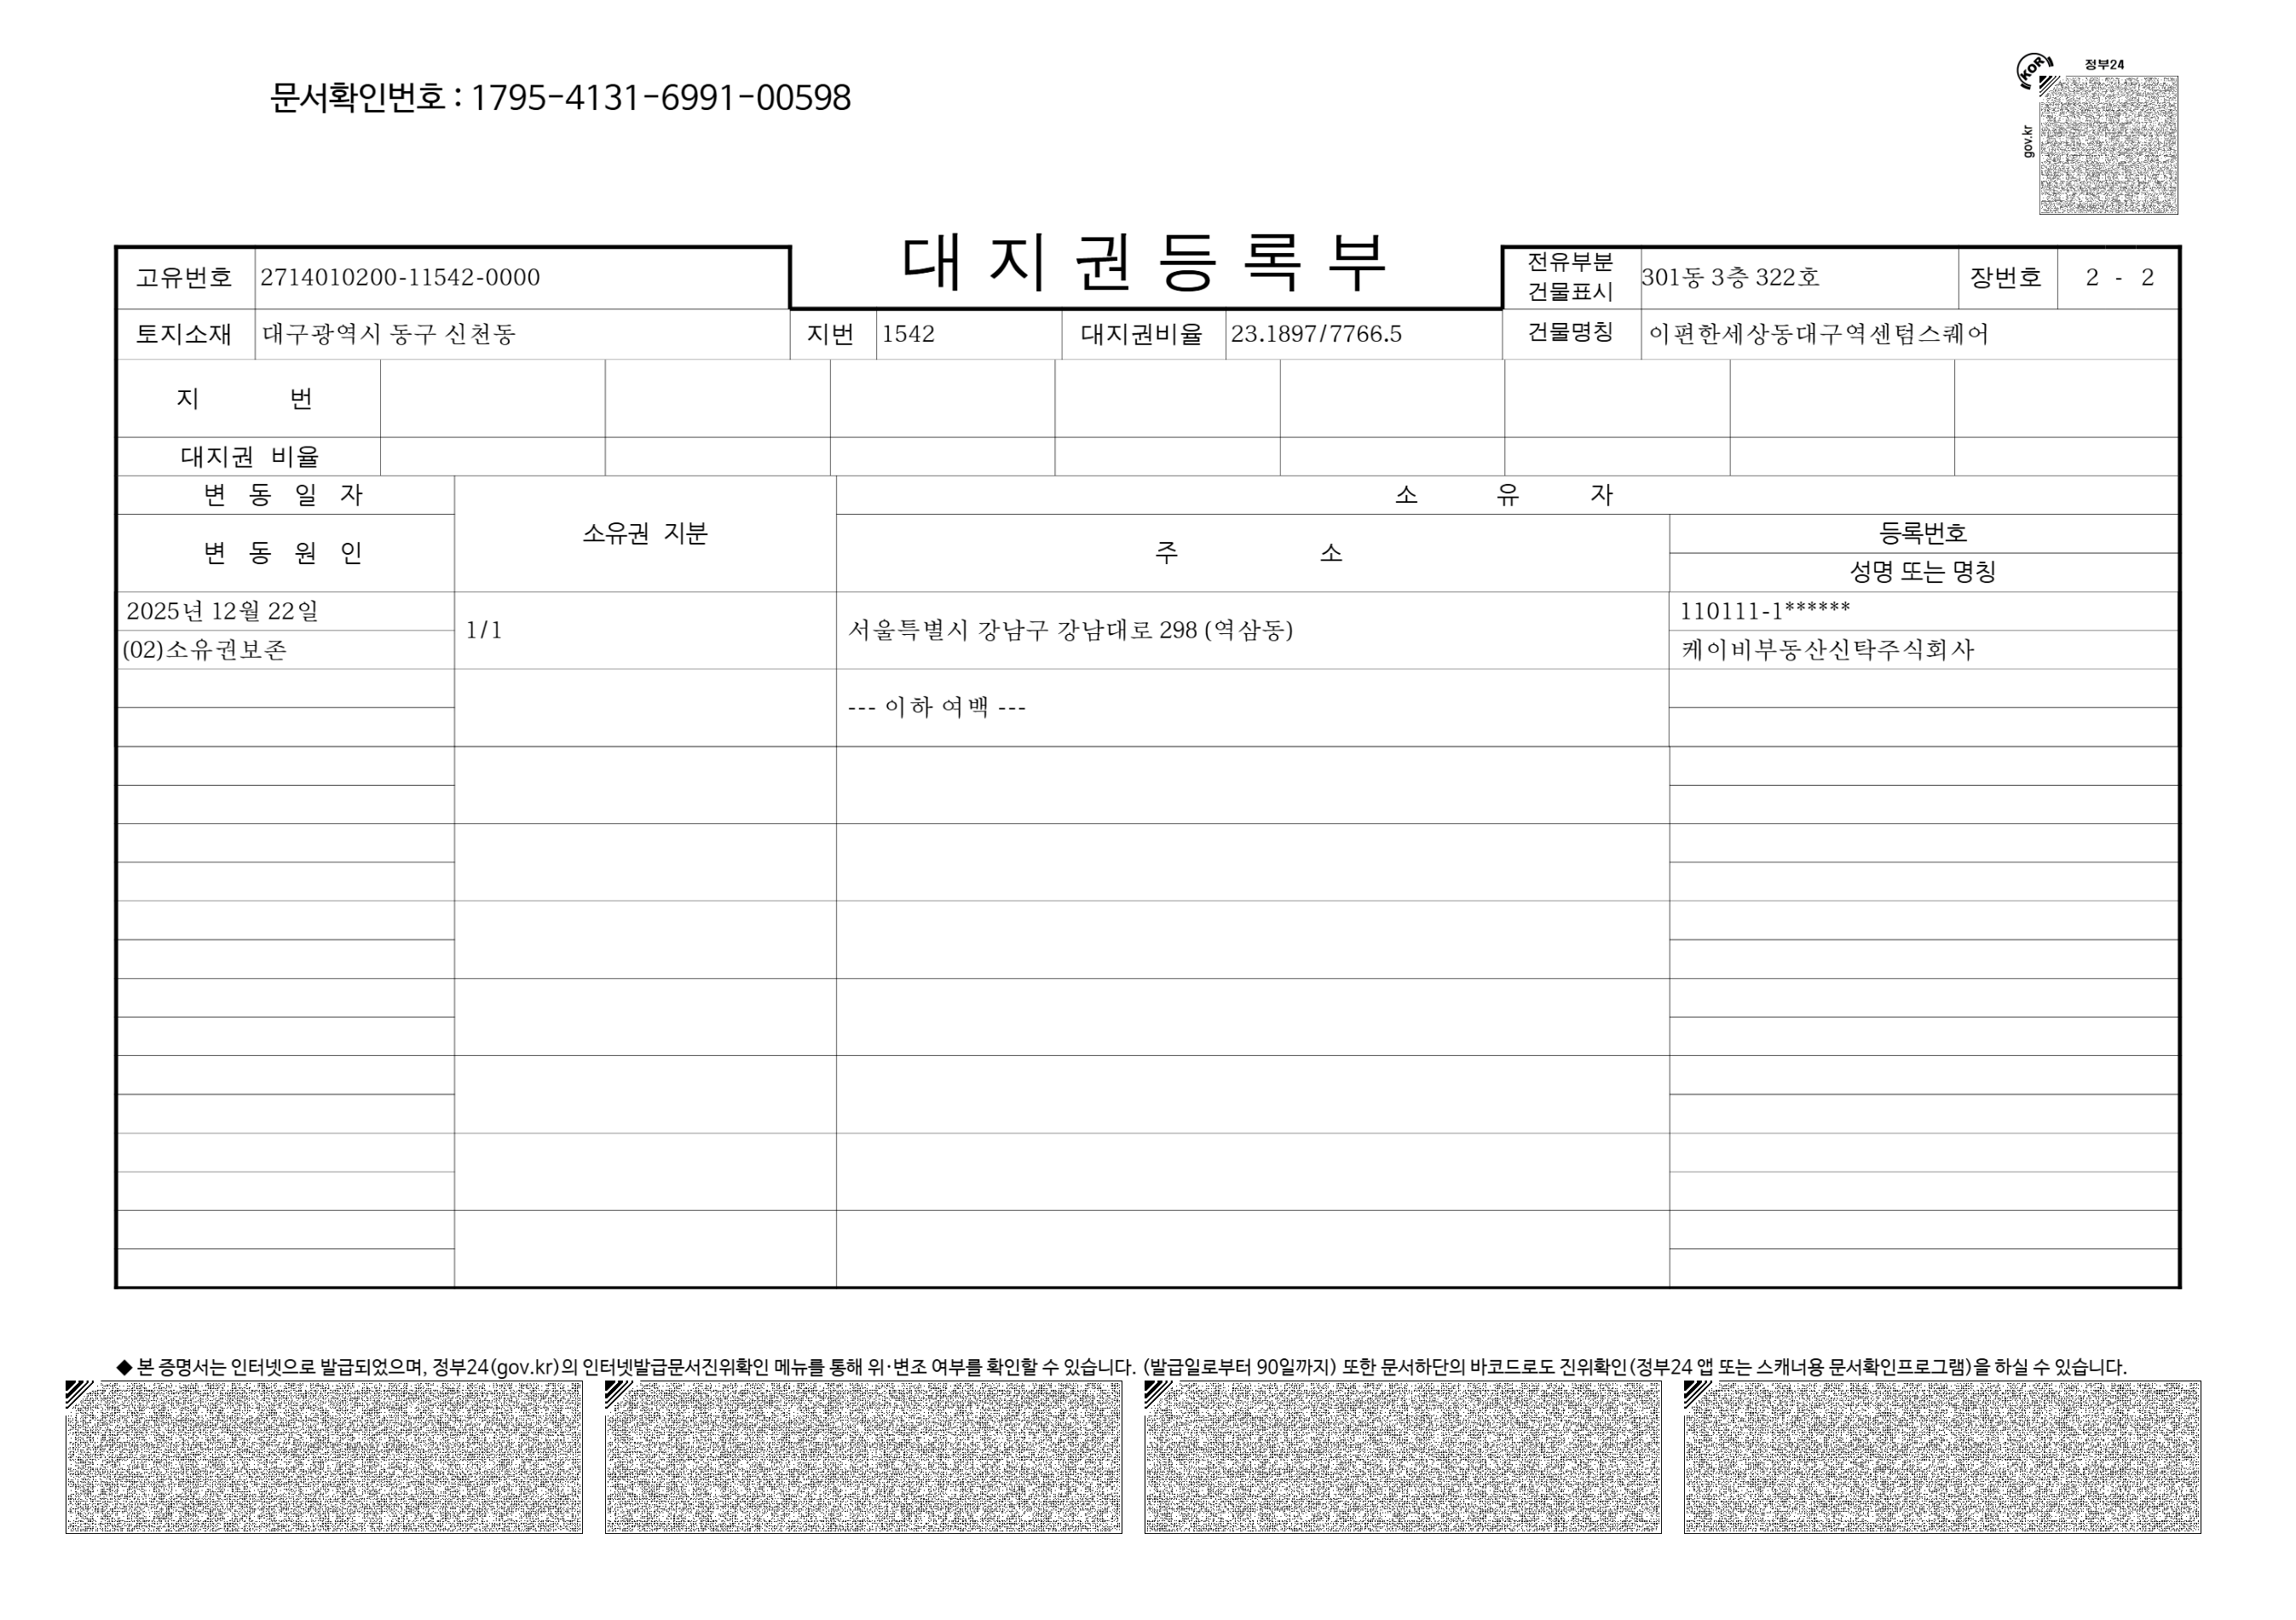 문서확인번호 : 1795-4131-6991-00598
KOR
정부24
gov.kr
대지권등록부
고유번호 2714010200-11542-0000 전유부분 건물표시 301동 3층 322호 장번호 2 - 2
토지소재 대구광역시 동구 신천동 지번 1542 대지권비율 23.1897/7766.5 건물명칭 이편한세상동대구역센텀스퀘어
지 번
대지권 비율
변 동 일 자 소유권 지분 소 유 자
변 동 원 인 주 소 등록번호
성명 또는 명칭
2025년 12월 22일 1/1 서울특별시 강남구 강남대로 298 (역삼동) 110111-1******
(02)소유권보존 케이비부동산신탁주식회사
--- 이하 여백 ---
◆ 본 증명서는 인터넷으로 발급되었으며, 정부24(gov.kr)의 인터넷발급문서진위확인 메뉴를 통해 위·변조 여부를 확인할 수 있습니다. (발급일로부터 90일까지) 또한 문서하단의 바코드로도 진위확인(정부24 앱 또는 스캐너용 문서확인프로그램)을 하실 수 있습니다.